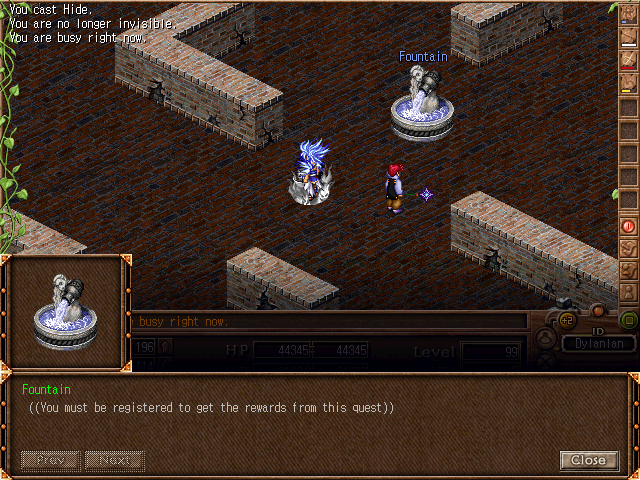 You cast Hide.
You are no longer invisible.
You are busy right now.
Fountain
busy right now.
+2
ID
196
HP 44345 44345 Level 99
Dylanian
Fountain
((You must be registered to get the rewards from this quest))
Prev Next Close